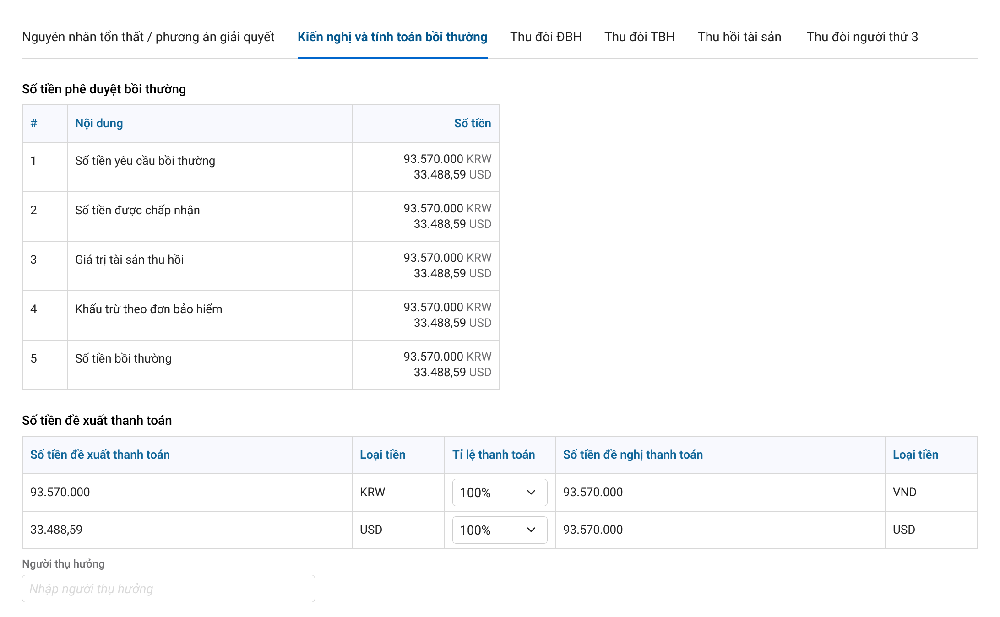 Nguyên nhân tổn thất / phương án giải quyết Kiến nghị và tính toán bồi thường Thu đòi ĐBH Thu đòi TBH Thu hồi tài sản Thu đòi người thứ 3
Số tiền phê duyệt bồi thường
# Nội dung Số tiền
1 Số tiền yêu cầu bồi thường 93.570.000 KRW
33.488,59 USD
2 Số tiền được chấp nhận 93.570.000 KRW
33.488,59 USD
3 Giá trị tài sản thu hồi 93.570.000 KRW
33.488,59 USD
4 Khấu trừ theo đơn bảo hiểm 93.570.000 KRW
33.488,59 USD
5 Số tiền bồi thường 93.570.000 KRW
33.488,59 USD
Số tiền đề xuất thanh toán
Số tiền đề xuất thanh toán Loại tiền Tỉ lệ thanh toán Số tiền đề nghị thanh toán Loại tiền
93.570.000 KRW 100% 93.570.000 VND
33.488,59 USD 100% 93.570.000 USD
Người thụ hưởng
Nhập người thụ hưởng